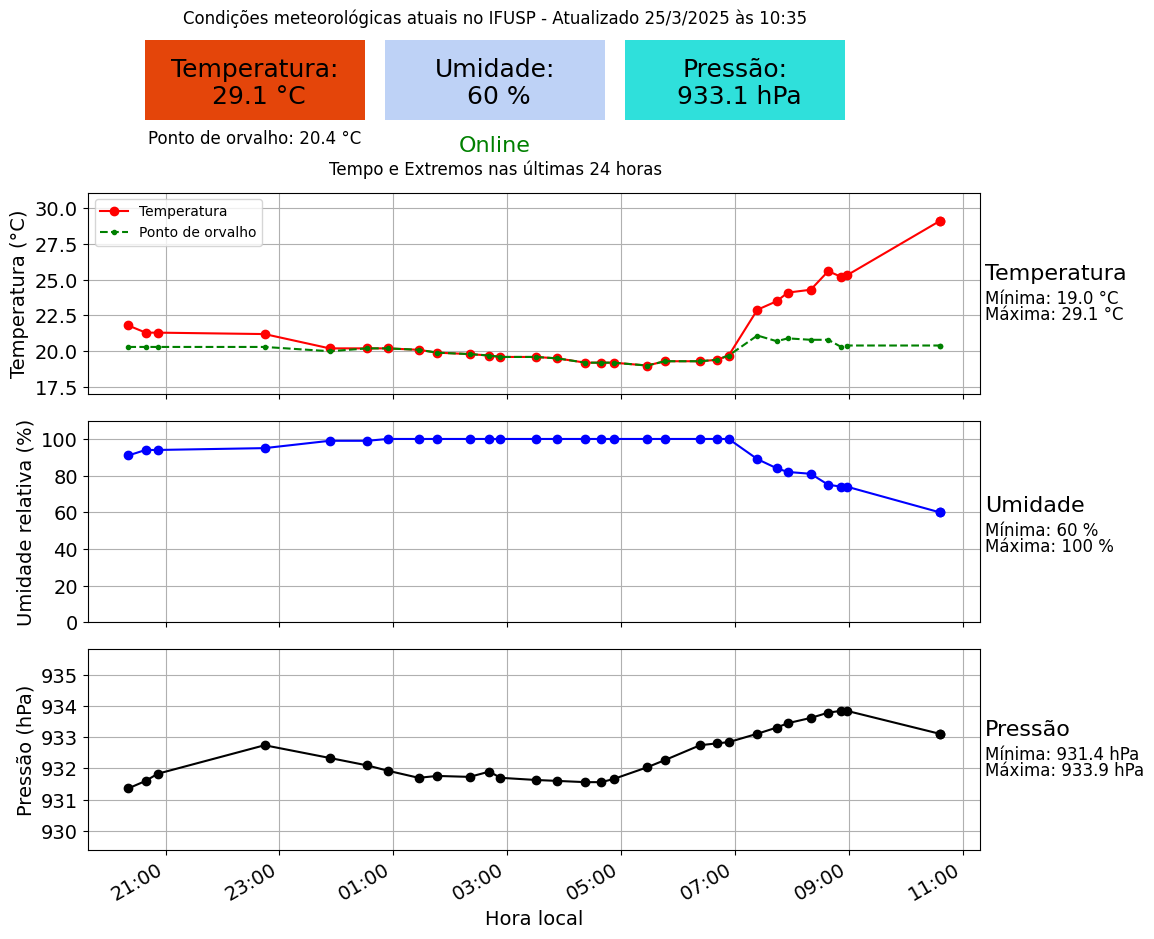 Condições meteorológicas atuais no IFUSP - Atualizado 25/3/2025 às 10:35
Temperatura:
29.1 °C
Umidade:
60 %
Pressão:
933.1 hPa
Ponto de orvalho: 20.4 °C
Online
Tempo e Extremos nas últimas 24 horas
Temperatura (°C)
30.0
27.5
25.0
22.5
20.0
17.5
Temperatura
Ponto de orvalho
Temperatura
Mínima: 19.0 °C
Máxima: 29.1 °C
Umidade relativa (%)
100
80
60
40
20
0
Umidade
Mínima: 60 %
Máxima: 100 %
Pressão (hPa)
935
934
933
932
931
930
Pressão
Mínima: 931.4 hPa
Máxima: 933.9 hPa
21:00
23:00
01:00
03:00
05:00
07:00
09:00
11:00
Hora local